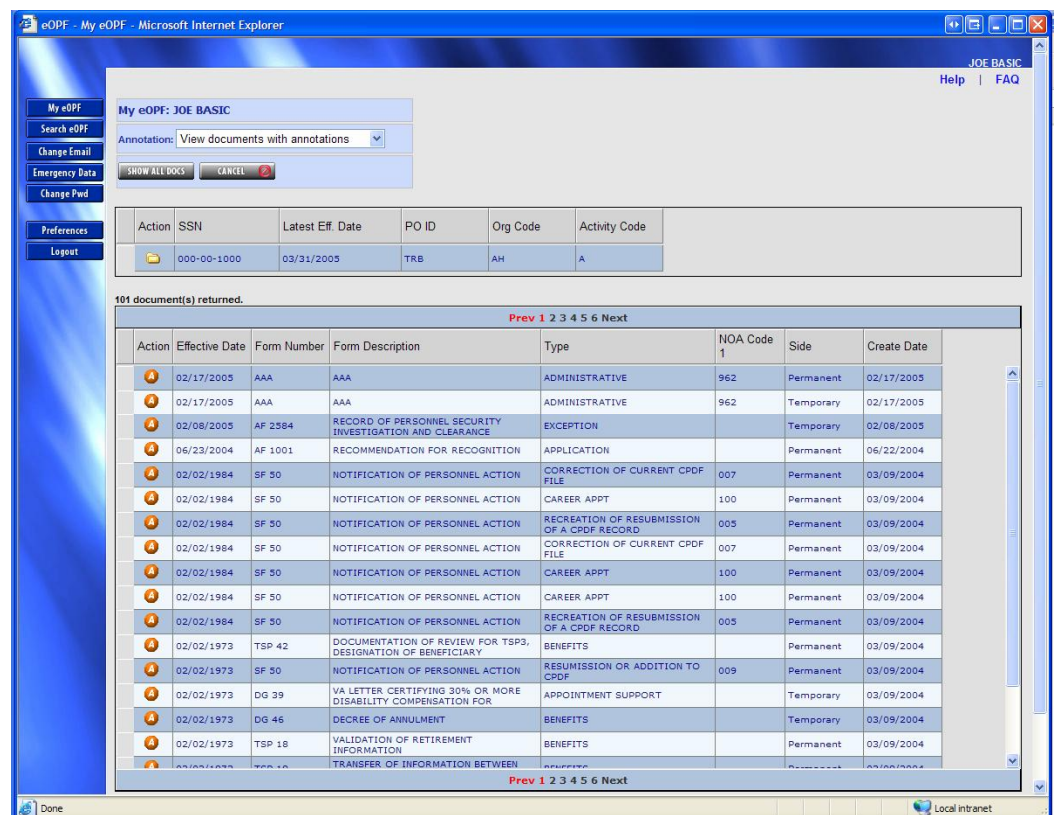 eOPF - My eOPF - Microsoft Internet Explorer
JOE BASIC
Help | FAQ
My eOPF
Search eOPF
Change Email
Emergency Data
Change Pwd
Preferences
Logout
My eOPF: JOE BASIC
Annotation: View documents with annotations
SHOW ALL DOCS CANCEL
Action SSN Latest Eff. Date PO ID Org Code Activity Code
000-00-1000 03/31/2005 TRB AH A
101 document(s) returned.
Prev 1 2 3 4 5 6 Next
Action Effective Date Form Number Form Description Type NOA Code 1 Side Create Date
A 02/17/2005 AAA AAA ADMINISTRATIVE 962 Permanent 02/17/2005
A 02/17/2005 AAA AAA ADMINISTRATIVE 962 Temporary 02/17/2005
A 02/08/2005 AF 2584 RECORD OF PERSONNEL SECURITY INVESTIGATION AND CLEARANCE EXCEPTION Temporary 02/08/2005
A 06/23/2004 AF 1001 RECOMMENDATION FOR RECOGNITION APPLICATION Permanent 06/22/2004
A 02/02/1984 SF 50 NOTIFICATION OF PERSONNEL ACTION CORRECTION OF CURRENT CPDF FILE 007 Permanent 03/09/2004
A 02/02/1984 SF 50 NOTIFICATION OF PERSONNEL ACTION CAREER APPT 100 Permanent 03/09/2004
A 02/02/1984 SF 50 NOTIFICATION OF PERSONNEL ACTION RECREATION OF RESUBMISSION OF A CPDF RECORD 005 Permanent 03/09/2004
A 02/02/1984 SF 50 NOTIFICATION OF PERSONNEL ACTION CORRECTION OF CURRENT CPDF FILE 007 Permanent 03/09/2004
A 02/02/1984 SF 50 NOTIFICATION OF PERSONNEL ACTION CAREER APPT 100 Permanent 03/09/2004
A 02/02/1984 SF 50 NOTIFICATION OF PERSONNEL ACTION CAREER APPT 100 Permanent 03/09/2004
A 02/02/1984 SF 50 NOTIFICATION OF PERSONNEL ACTION RECREATION OF RESUBMISSION OF A CPDF RECORD 005 Permanent 03/09/2004
A 02/02/1973 TSP 42 DOCUMENTATION OF REVIEW FOR TSP3, DESIGNATION OF BENEFICIARY BENEFITS Permanent 03/09/2004
A 02/02/1973 SF 50 NOTIFICATION OF PERSONNEL ACTION RESUMISSION OR ADDITION TO CPDF 009 Permanent 03/09/2004
A 02/02/1973 DG 39 VA LETTER CERTIFYING 30% OR MORE DISABILITY COMPENSATION FOR APPOINTMENT SUPPORT Temporary 03/09/2004
A 02/02/1973 DG 46 DECREE OF ANNULMENT BENEFITS Temporary 03/09/2004
A 02/02/1973 TSP 18 VALIDATION OF RETIREMENT INFORMATION BENEFITS Permanent 03/09/2004
TRANSFER OF INFORMATION BETWEEN
Prev 1 2 3 4 5 6 Next
Done Local intranet